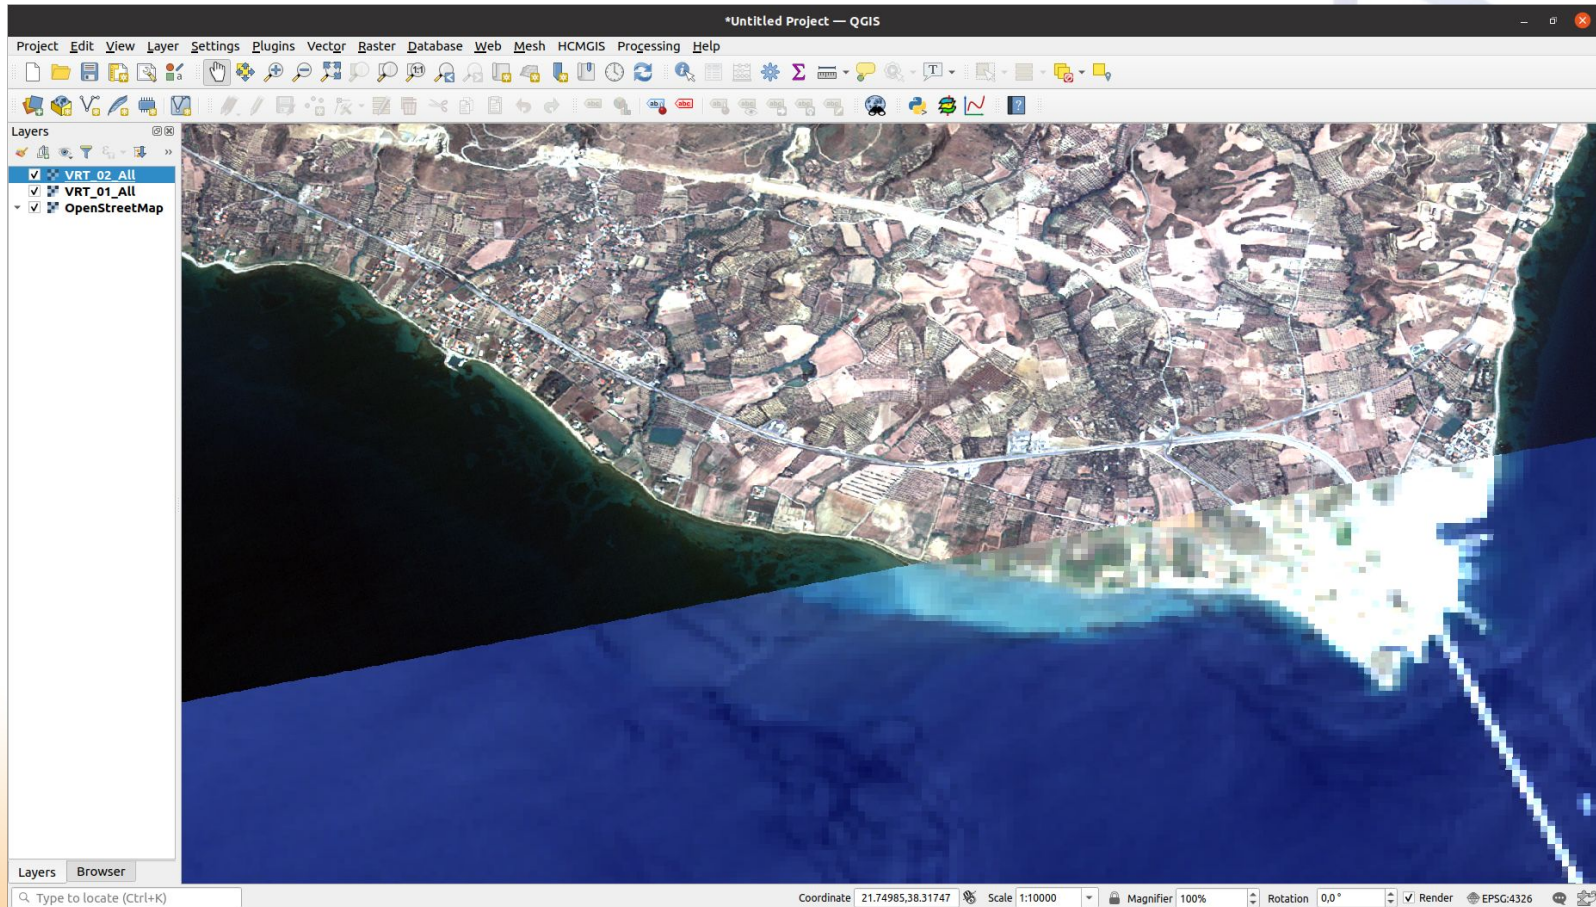 *Untitled Project — QGIS
Project Edit View Layer Settings Plugins Vector Raster Database Web Mesh HCMGIS Processing Help
Layers
VRT_02_All
VRT_01_All
OpenStreetMap
Layers Browser
Type to locate (Ctrl+K) Coordinate 21.74985,38.31747 Scale 1:10000 Magnifier 100% Rotation 0,0 ° Render EPSG:4326